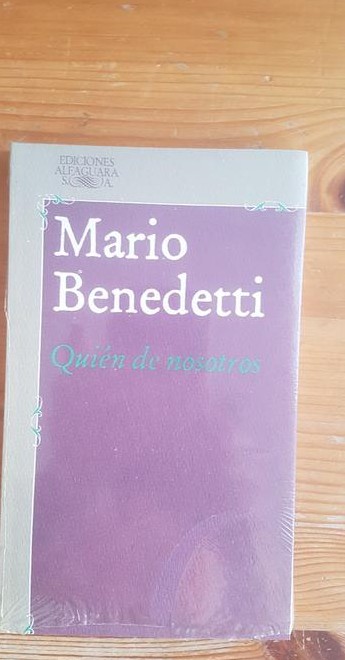 EDICIONES
ALFAGUARA
S. A.
Mario
Benedetti
Quién de nosotros